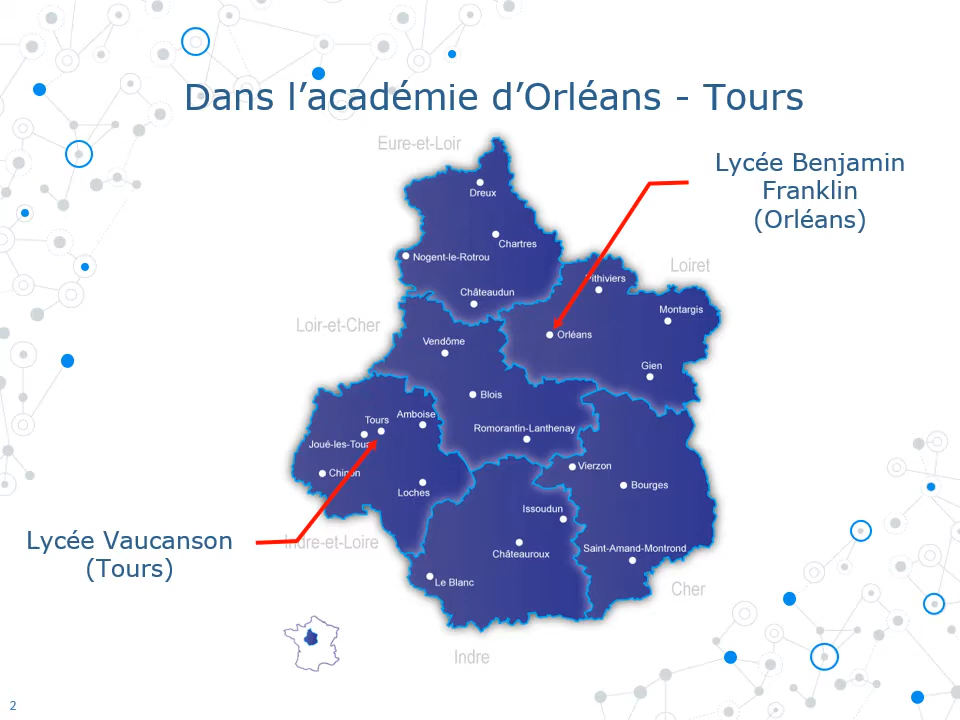 Dans l’académie d’Orléans - Tours
Eure-et-Loir
Lycée Benjamin
Franklin
(Orléans)
Dreux
Chartres
Nogent-le-Rotrou
Loiret
Pithiviers
Châteaudun
Montargis
Loir-et-Cher
Orléans
Vendôme
Gien
Blois
Amboise
Tours
Romorantin-Lanthenay
Joué-les-Tours
Vierzon
Chinon
Bourges
Loches
Issoudun
Lycée Vaucanson
(Tours)
Indre-et-Loire
Châteauroux
Saint-Amand-Montrond
Le Blanc
Cher
Indre
2